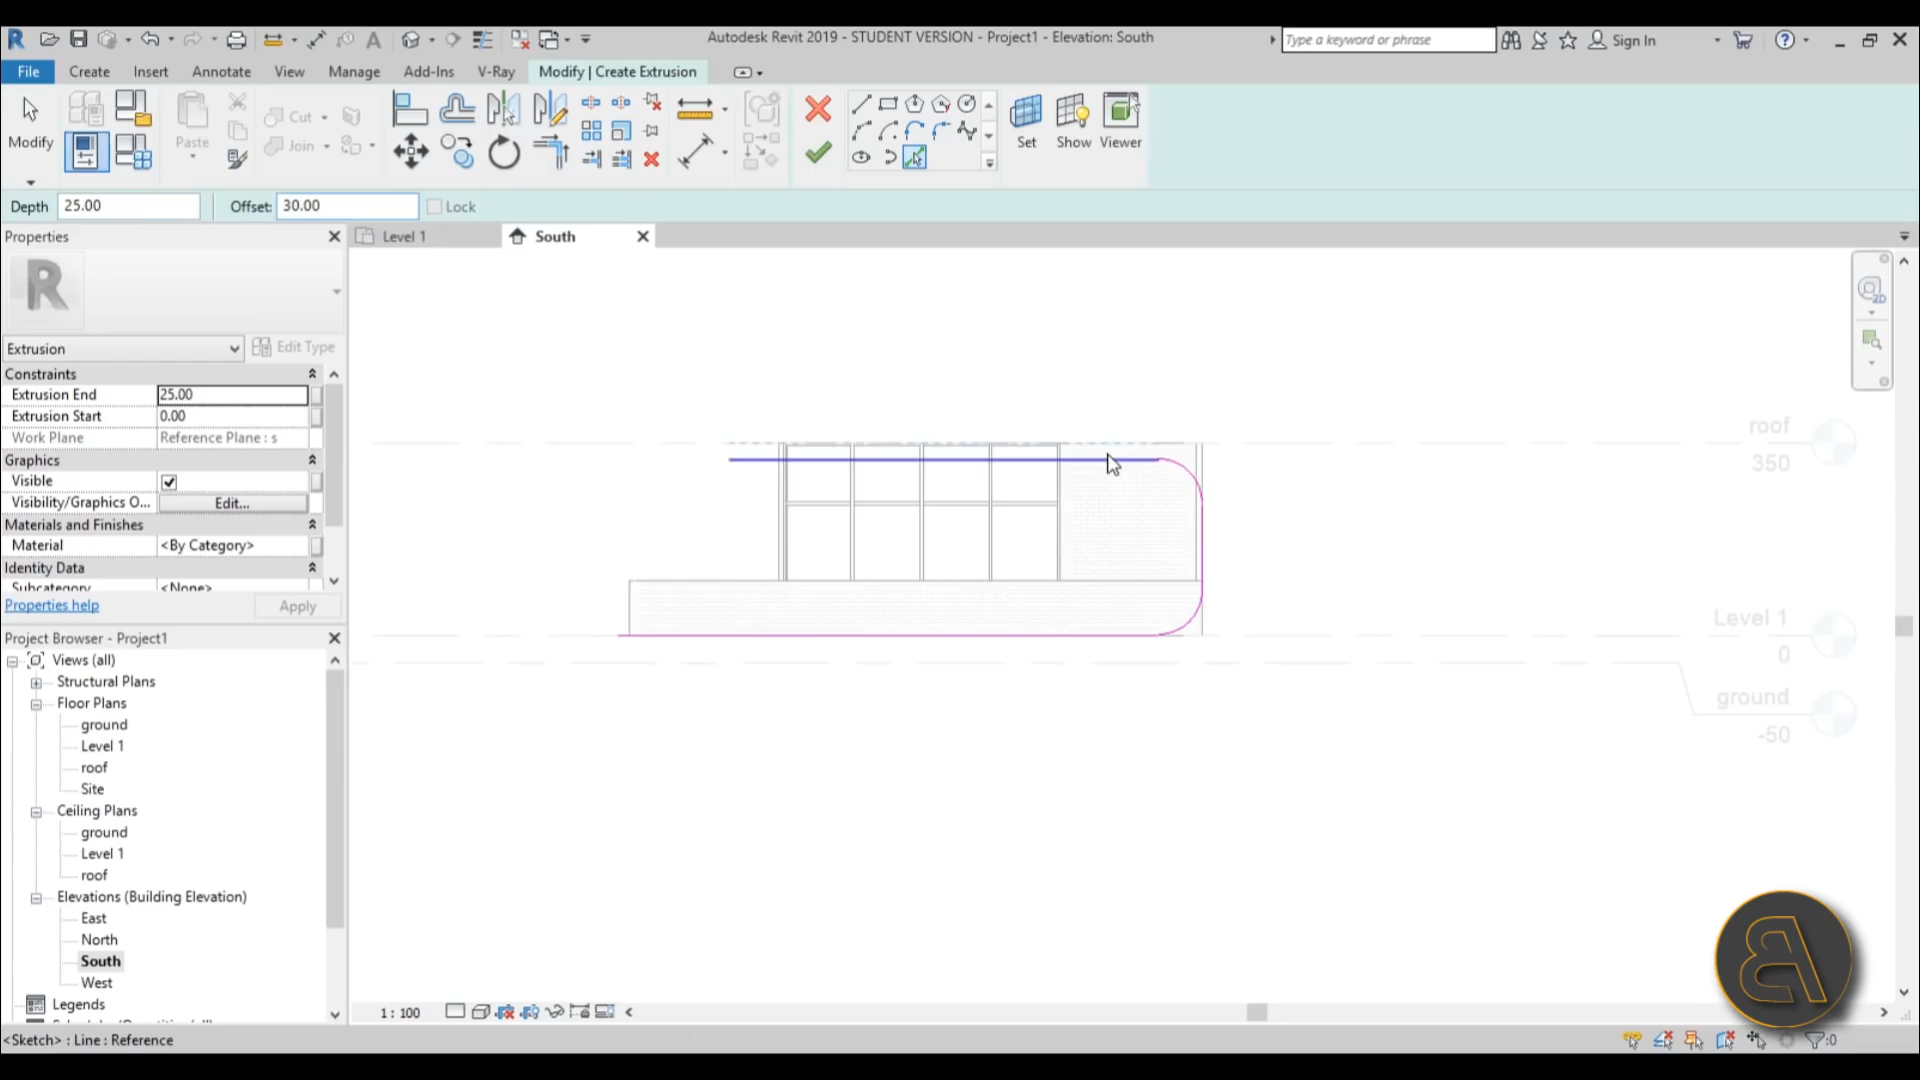 Autodesk Revit 2019 - STUDENT VERSION - Project1 - Elevation: South
Type a keyword or phrase
Sign In
File
Create
Insert
Annotate
View
Manage
Add-Ins
V-Ray
Modify | Create Extrusion
Modify
Paste
Cut
Join
Set
Show
Viewer
Depth 25.00
Offset: 30.00
Lock
Properties
Level 1
South
R
Extrusion
Edit Type
Constraints
Extrusion End 25.00
Extrusion Start 0.00
Work Plane Reference Plane : s
Graphics
Visible
Visibility/Graphics O... Edit...
Materials and Finishes
Material <By Category>
Identity Data
Subcategory <None>
Properties help
Apply
Project Browser - Project1
Views (all)
Structural Plans
Floor Plans
ground
Level 1
roof
Site
Ceiling Plans
ground
Level 1
roof
Elevations (Building Elevation)
East
North
South
West
Legends
roof
350
Level 1
0
ground
-50
1 : 100
<Sketch> : Line : Reference
:0